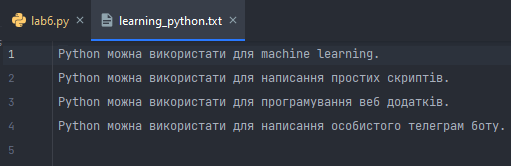 lab6.py learning_python.txt
1 Python можна використати для machine learning.
2 Python можна використати для написання простих скриптів.
3 Python можна використати для програмування веб додатків.
4 Python можна використати для написання особистого телеграм боту.
5